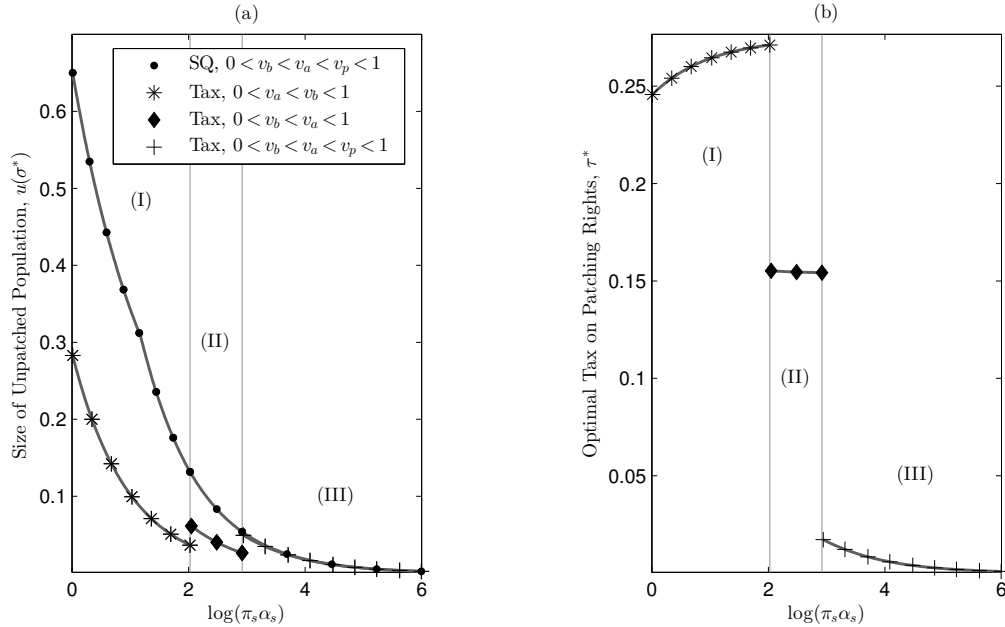 (a)
SQ, 0 < v_b < v_a < v_p < 1
Tax, 0 < v_a < v_b < 1
Tax, 0 < v_b < v_a < 1
Tax, 0 < v_b < v_a < v_p < 1
(I)
(II)
(III)
0.6
0.5
0.4
0.3
0.2
0.1
0
2
4
6
Size of Unpatched Population, u(σ*)
log(π_s α_s)
(b)
(I)
(II)
(III)
0.25
0.2
0.15
0.1
0.05
0
2
4
6
Optimal Tax on Patching Rights, τ*
log(π_s α_s)